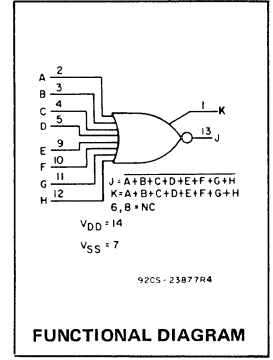 A 2
B 3
C 4
D 5
E 9
F 10
G 11
H 12
1 K
13 J
J = A+B+C+D+E+F+G+H
K=A+B+C+D+E+F+G+H
6,8 = NC
VDD = 14
VSS = 7
92CS-23877R4
FUNCTIONAL DIAGRAM